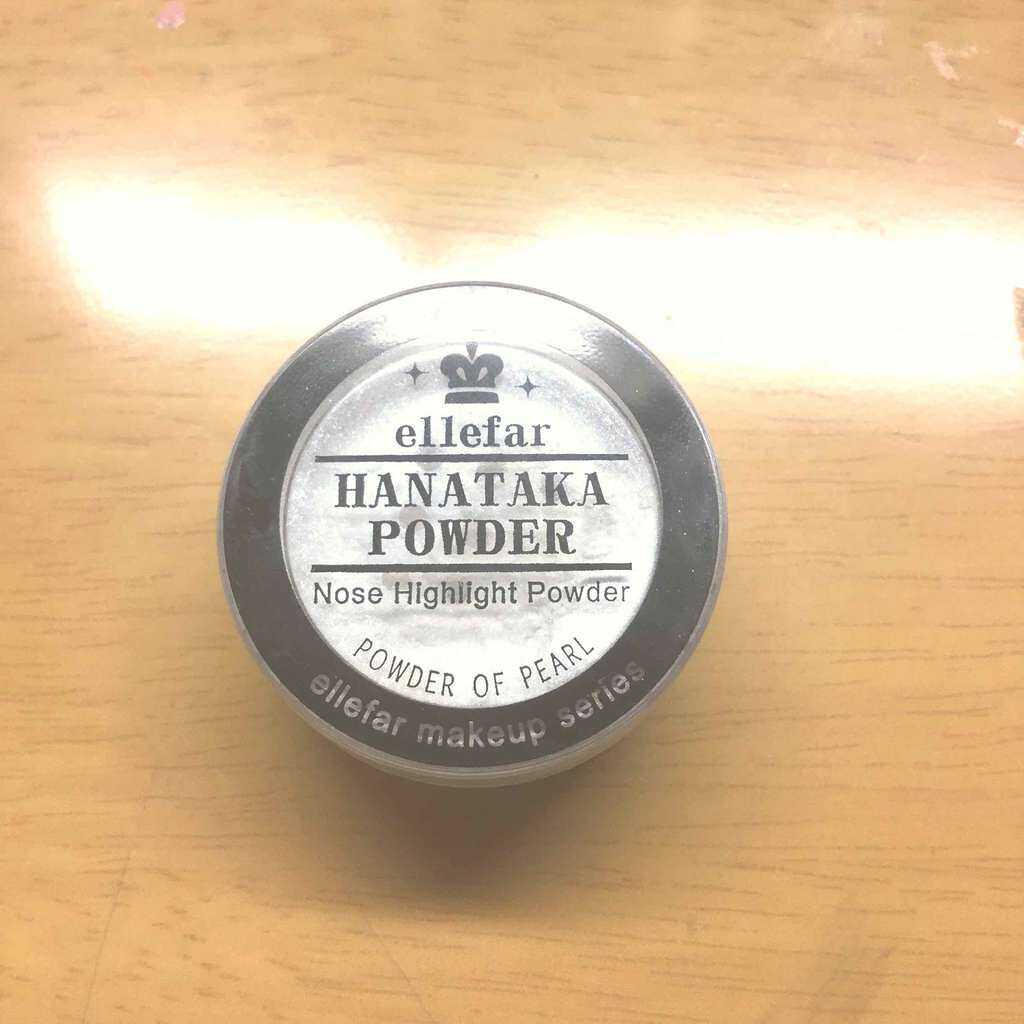 ellefar
HANATAKA
POWDER
Nose Highlight Powder
POWDER OF PEARL
ellefar makeup series